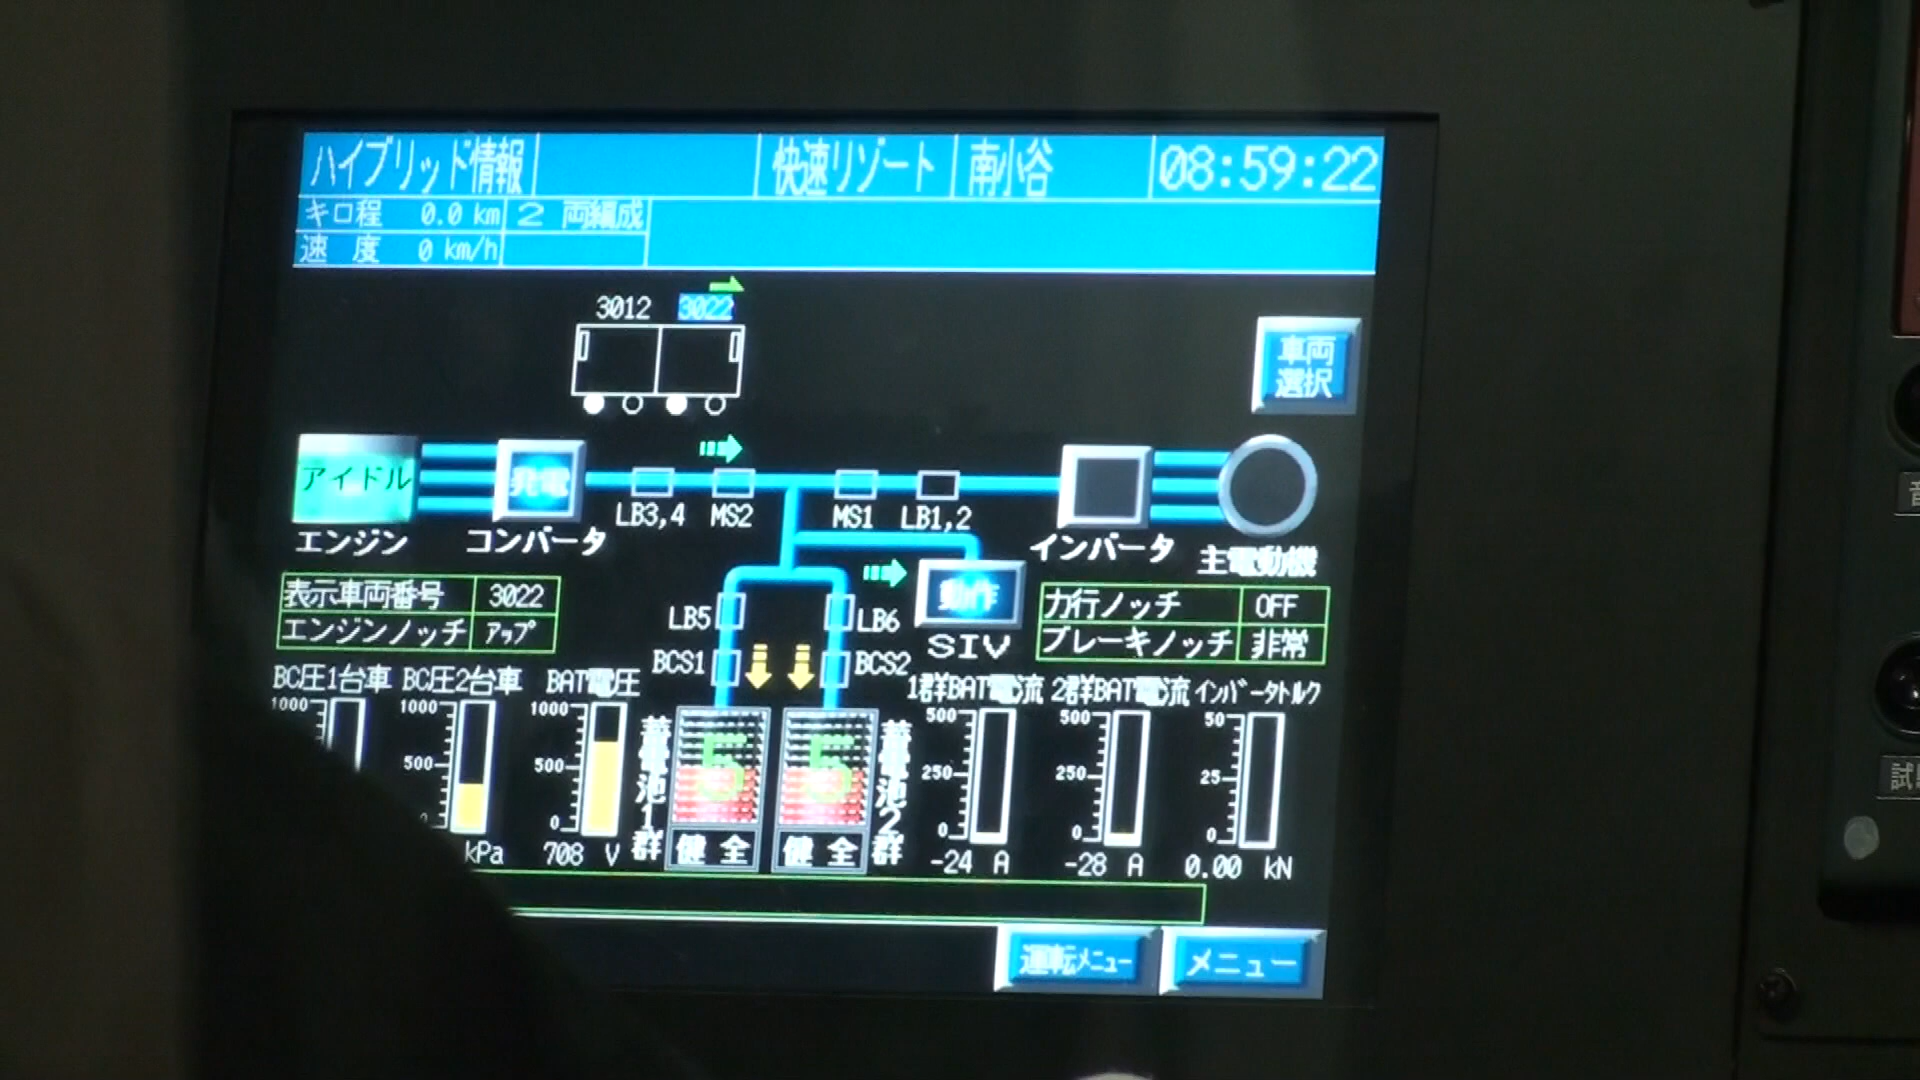 ハイブリッド情報 快速リゾート 南小谷 08:59:22
キロ程 0.0 km 2 両編成
速 度 0 km/h
3012 3022
車両
選択
アイドル 発電
LB3,4 MS2 MS1 LB1,2
エンジン コンバータ インバータ 主電動機
動作
表示車両番号 3022
エンジンノッチ アップ
LB5 LB6
SIV
力行ノッチ OFF
ブレーキノッチ 非常
BCS1 BCS2
BC圧1台車 BC圧2台車 BAT電圧 1群BAT電流 2群BAT電流 インバータトルク
1000 1000 1000 500 500 50
500 500 250 250 25
0 0 0 0
蓄電池1群 5 5 蓄電池2群
健全 健全
kPa 708 V -24 A -28 A 0.00 kN
運転メニュー メニュー
音
試